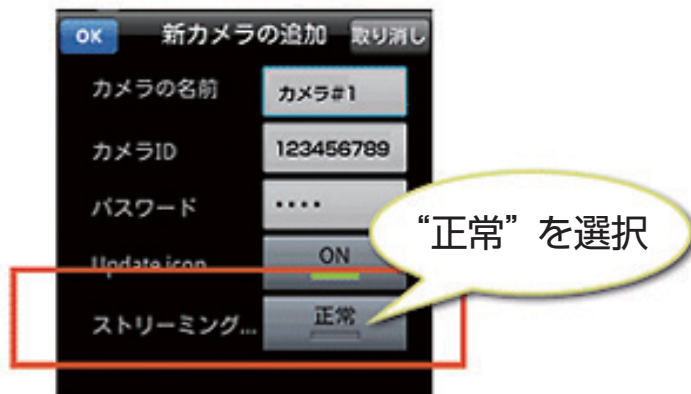 OK 新カメラの追加 取り消し
カメラの名前 カメラ#1
カメラID 123456789
パスワード ····
Update icon ON
ストリーミング... 正常
“正常”を選択